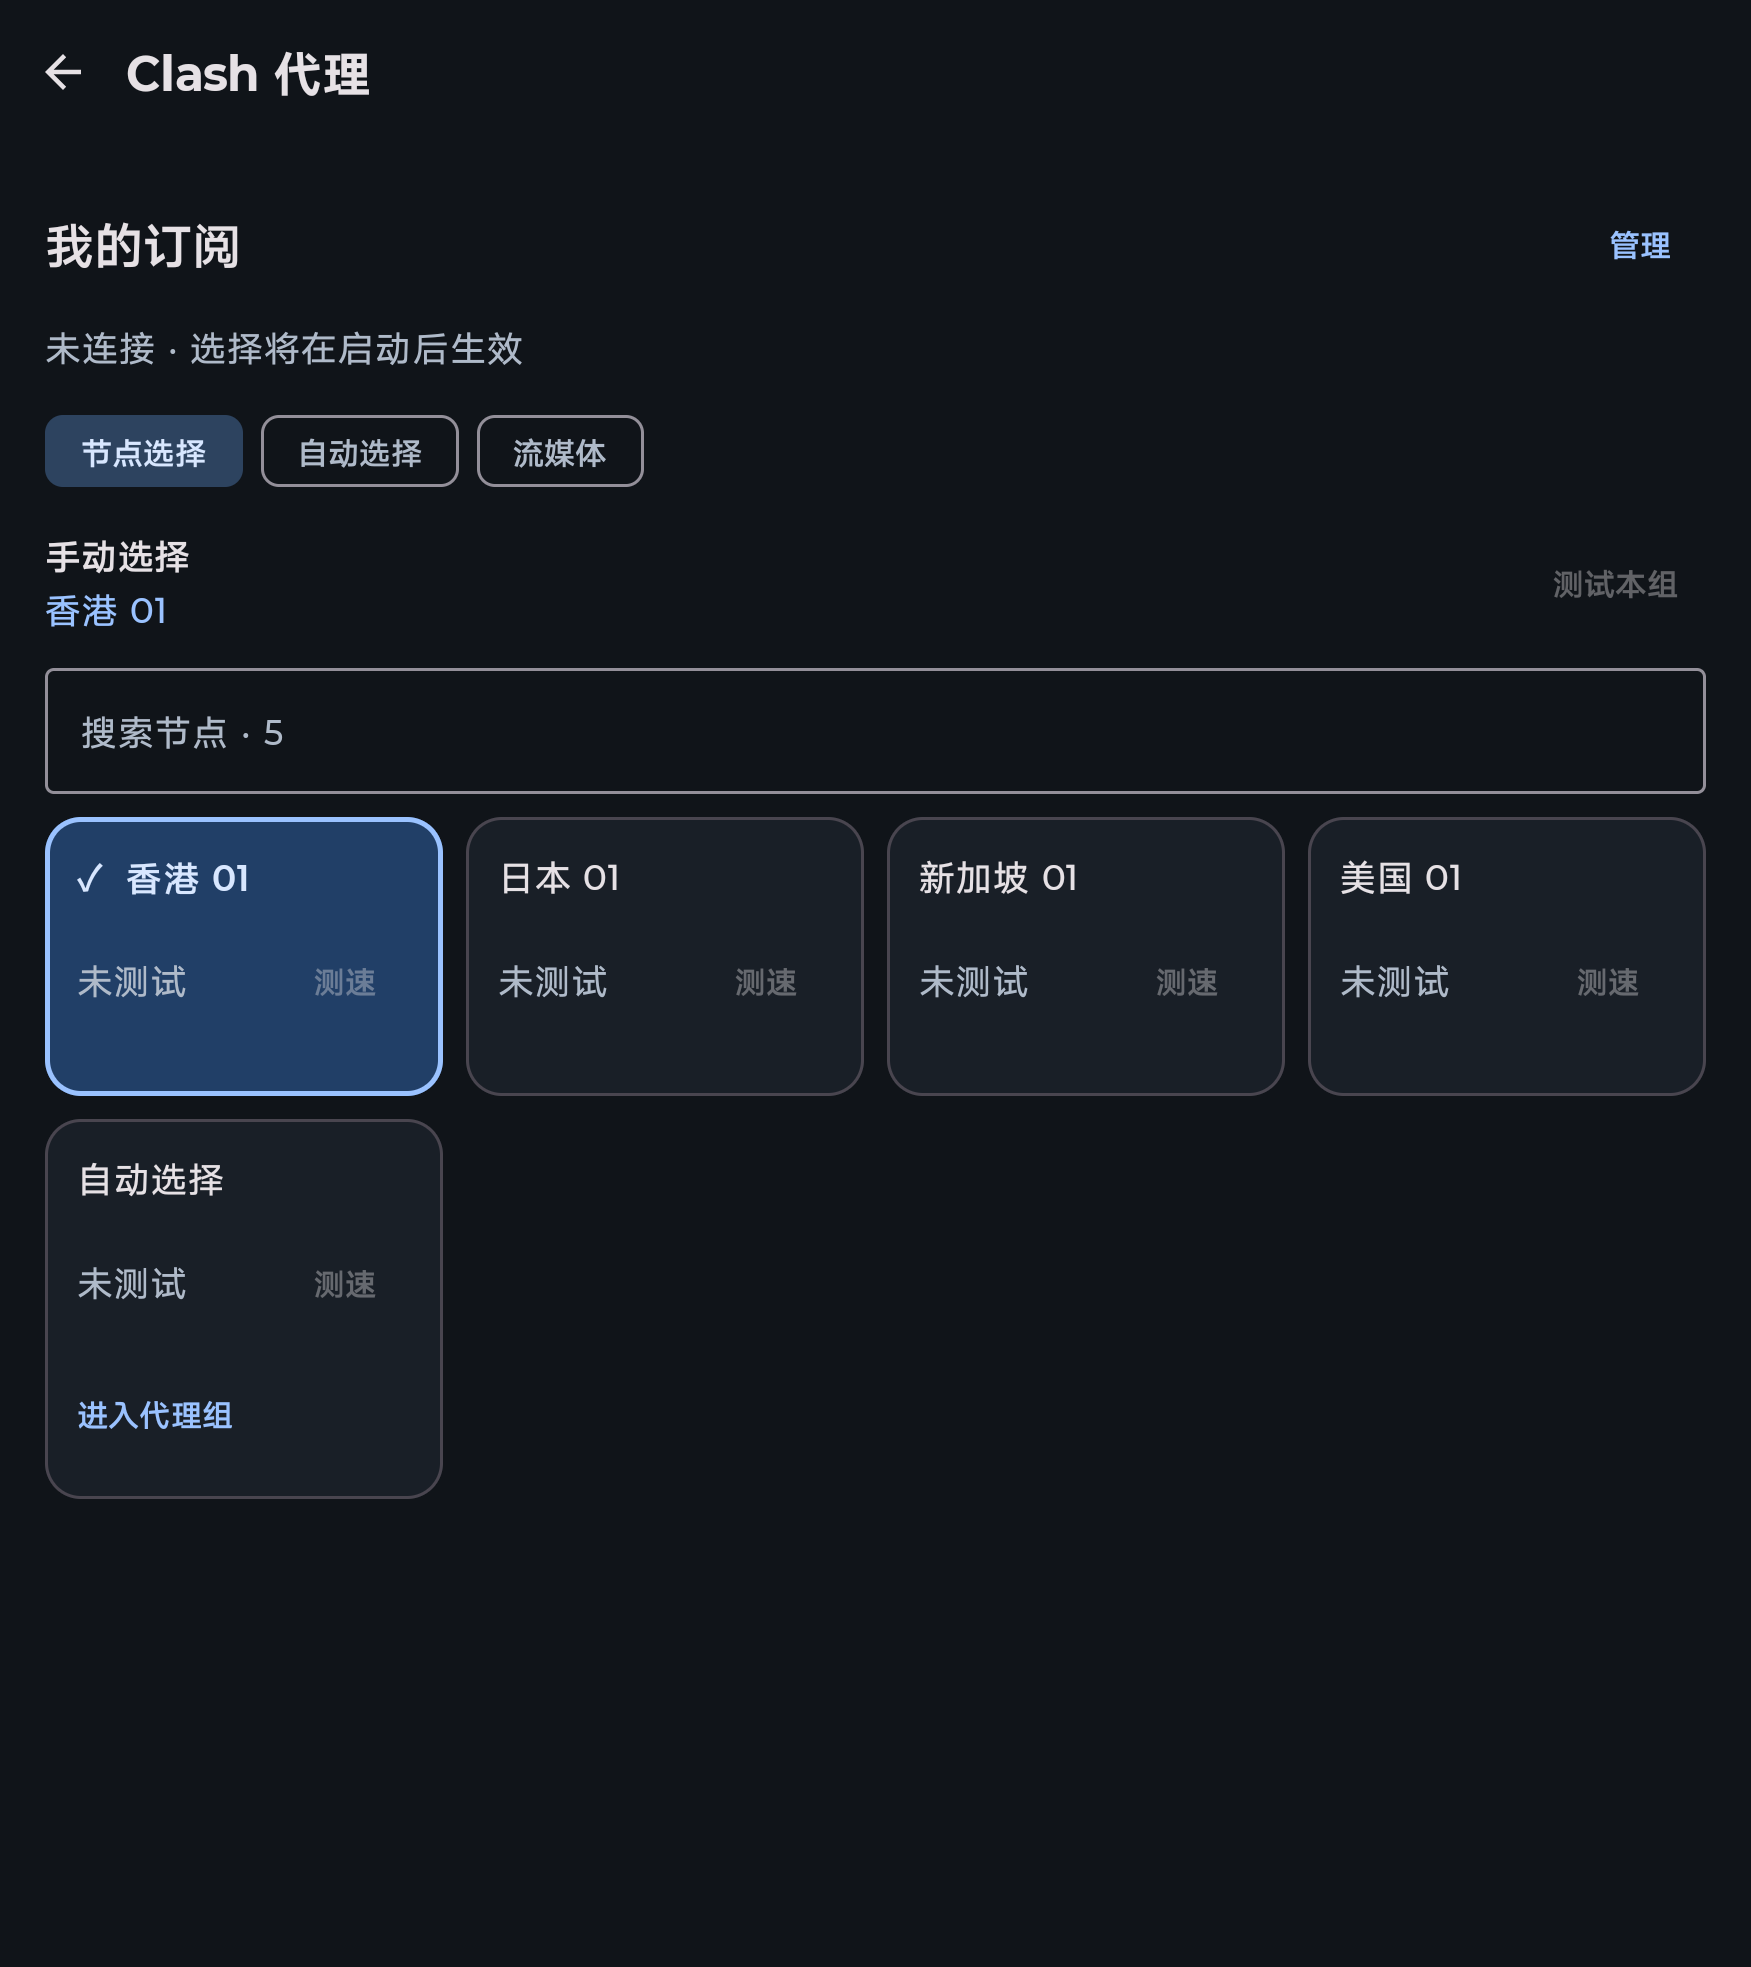 Clash 代理
我的订阅
管理
未连接 · 选择将在启动后生效
节点选择
自动选择
流媒体
手动选择
香港 01
测试本组
搜索节点 · 5
✓ 香港 01
未测试
测速
日本 01
未测试
测速
新加坡 01
未测试
测速
美国 01
未测试
测速
自动选择
未测试
测速
进入代理组